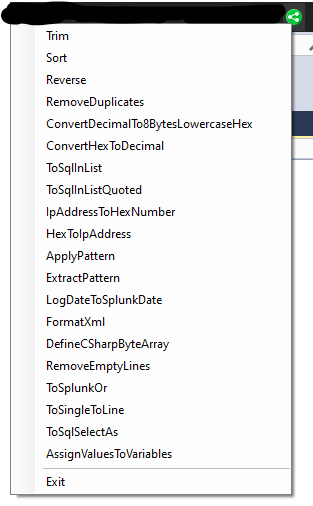 Trim
Sort
Reverse
RemoveDuplicates
ConvertDecimalTo8BytesLowercaseHex
ConvertHexToDecimal
ToSqlInList
ToSqlInListQuoted
IpAddressToHexNumber
HexToIpAddress
ApplyPattern
ExtractPattern
LogDateToSplunkDate
FormatXml
DefineCSharpByteArray
RemoveEmptyLines
ToSplunkOr
ToSingleToLine
ToSqlSelectAs
AssignValuesToVariables
Exit